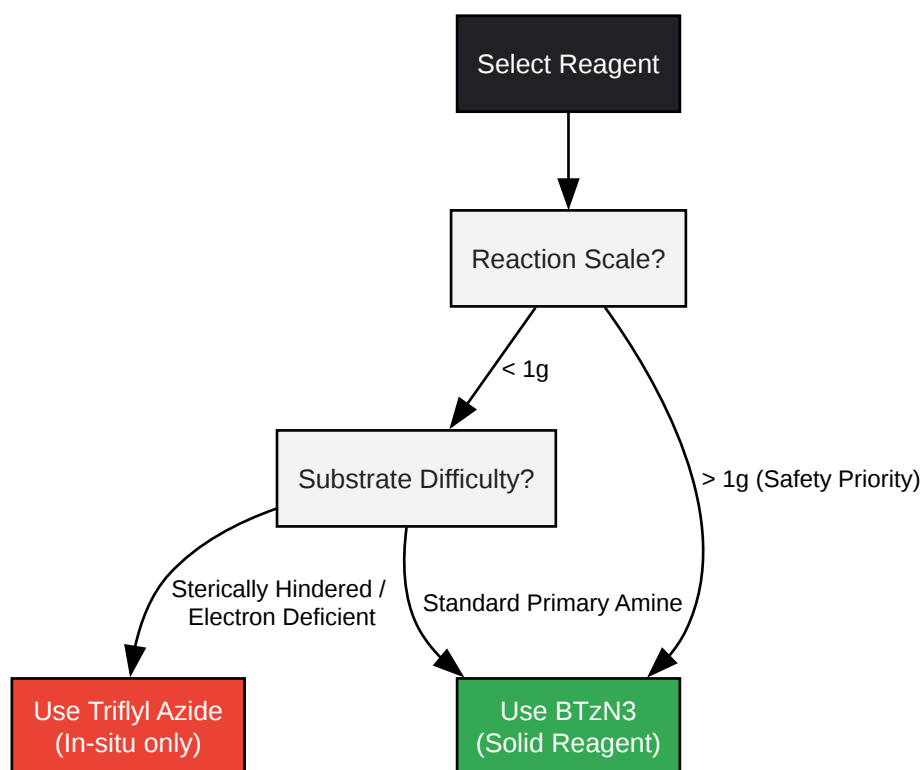 Select Reagent
Reaction Scale?
< 1g
Substrate Difficulty?
> 1g (Safety Priority)
Sterically Hindered /
Electron Deficient
Standard Primary Amine
Use Triflyl Azide
(In-situ only)
Use BTzN3
(Solid Reagent)